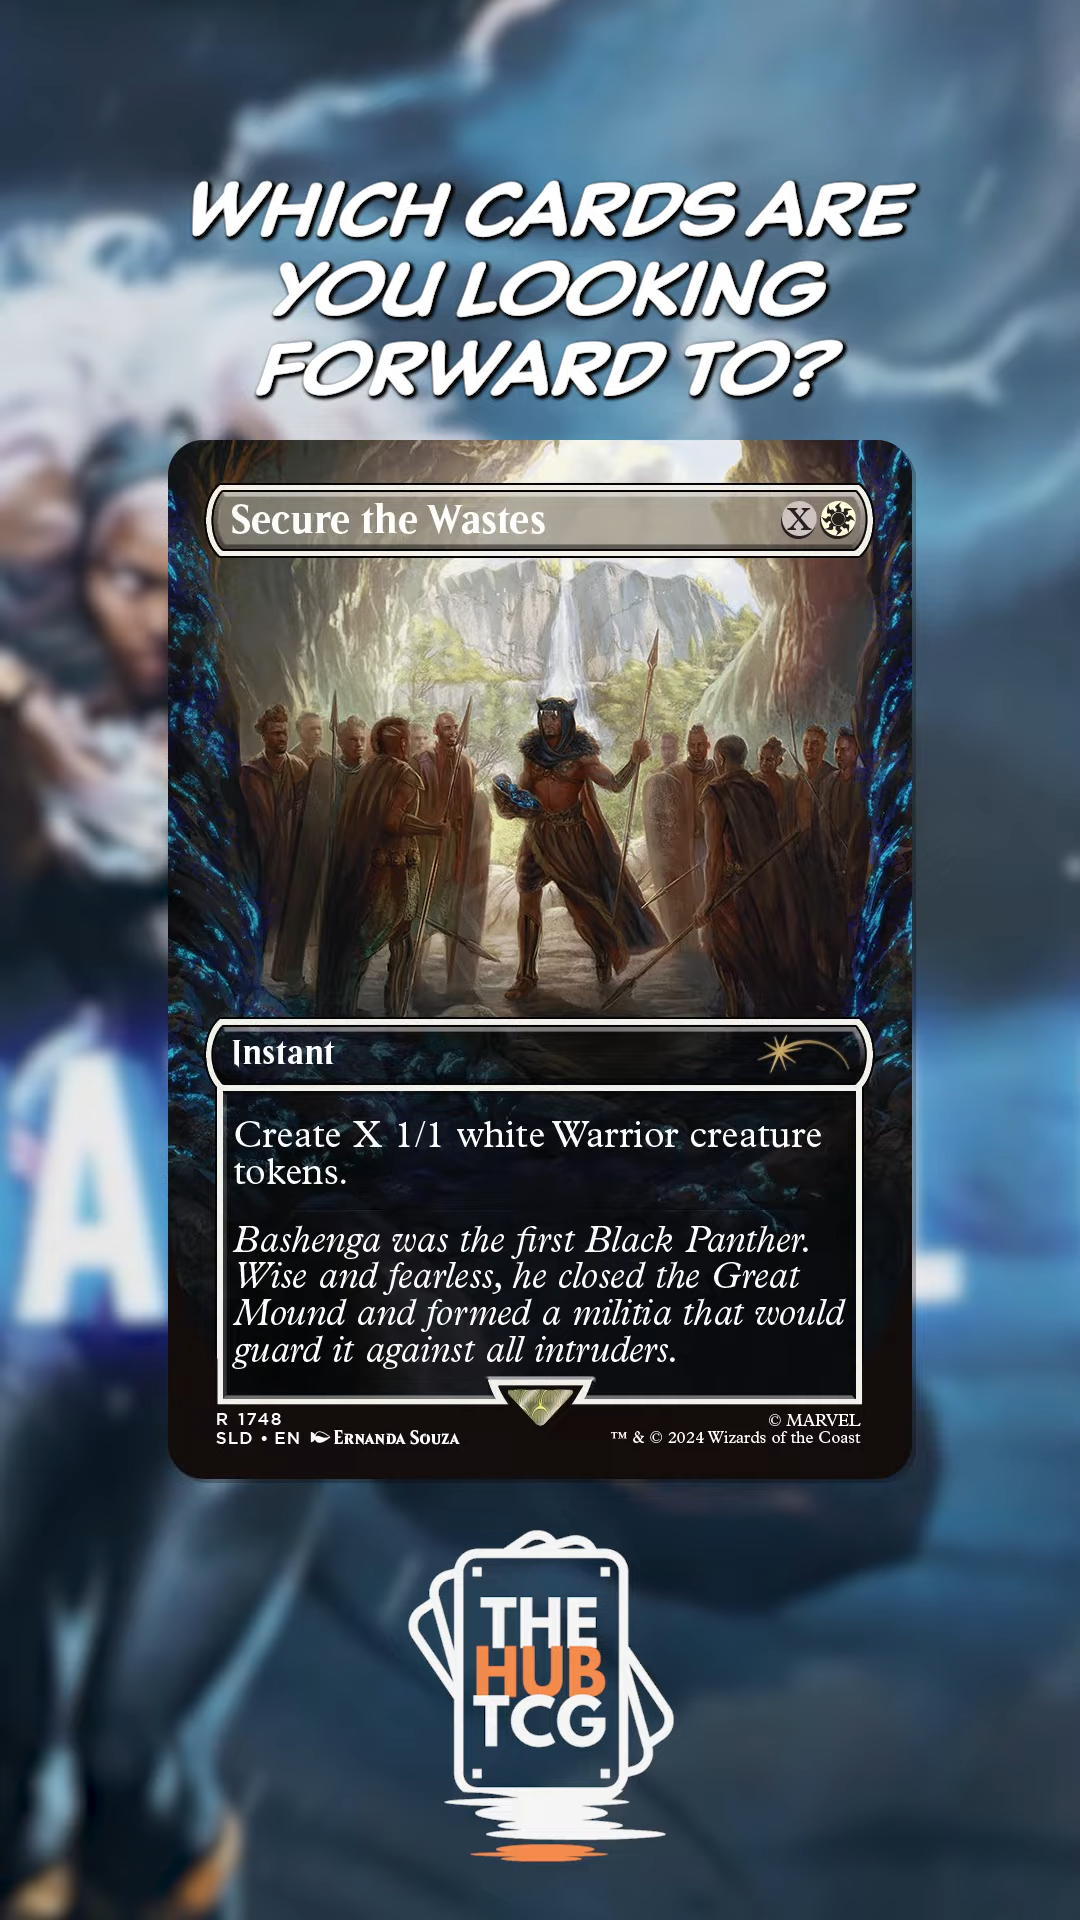 WHICH CARDS ARE
YOU LOOKING
FORWARD TO?
Secure the Wastes
X
Instant
Create X 1/1 white Warrior creature
tokens.
Bashenga was the first Black Panther.
Wise and fearless, he closed the Great
Mound and formed a militia that would
guard it against all intruders.
R 1748
SLD • EN ERNANDA SOUZA
© MARVEL
™ & © 2024 Wizards of the Coast
THE
HUB
TCG